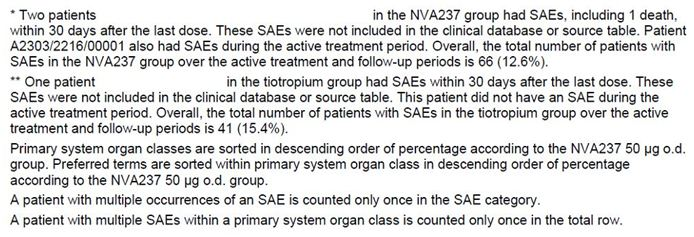 * Two patients in the NVA237 group had SAEs, including 1 death,
within 30 days after the last dose. These SAEs were not included in the clinical database or source table. Patient
A2303/2216/00001 also had SAEs during the active treatment period. Overall, the total number of patients with
SAEs in the NVA237 group over the active treatment and follow-up periods is 66 (12.6%).
** One patient in the tiotropium group had SAEs within 30 days after the last dose. These
SAEs were not included in the clinical database or source table. This patient did not have an SAE during the
active treatment period. Overall, the total number of patients with SAEs in the tiotropium group over the active
treatment and follow-up periods is 41 (15.4%).
Primary system organ classes are sorted in descending order of percentage according to the NVA237 50 µg o.d.
group. Preferred terms are sorted within primary system organ class in descending order of percentage
according to the NVA237 50 µg o.d. group.
A patient with multiple occurrences of an SAE is counted only once in the SAE category.
A patient with multiple SAEs within a primary system organ class is counted only once in the total row.